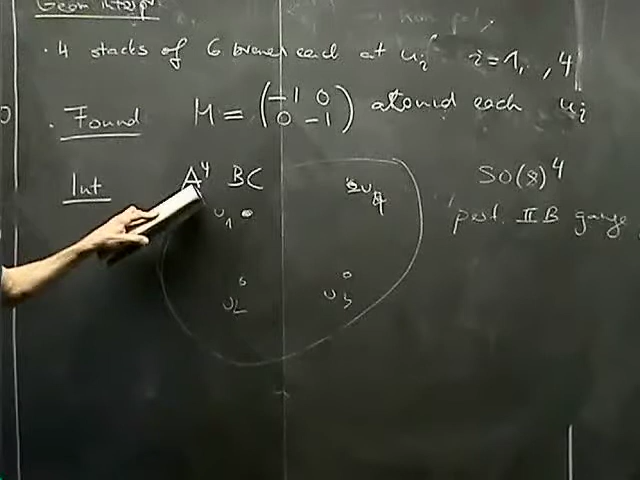 Geom interp
· 4 stacks of 6 branes each at u_i i=1, , 4
· Found M = (-1 0
0 -1) around each u_i
Int A^4 BC SO(8)^4
u_4
u_1 pert. IIB gauge
u_2 u_3